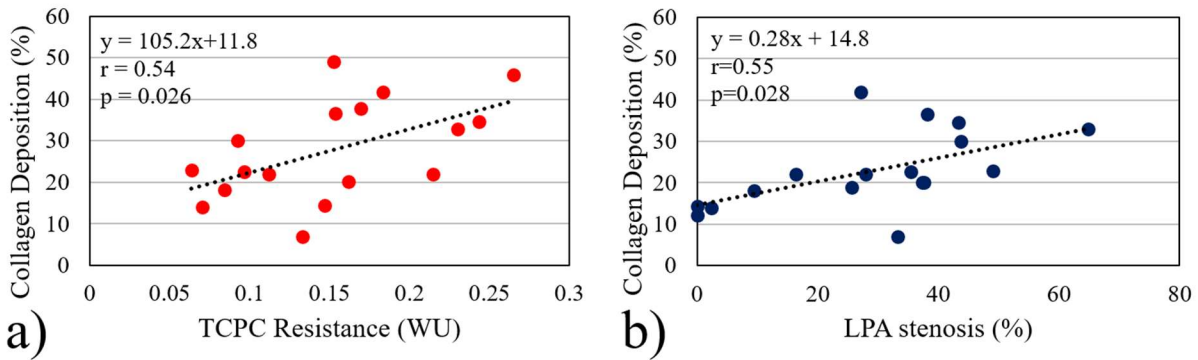 y = 105.2x+11.8
r = 0.54
p = 0.026
Collagen Deposition (%)
60
50
40
30
20
10
0
0 0.05 0.1 0.15 0.2 0.25 0.3
TCPC Resistance (WU)
a)
y = 0.28x + 14.8
r=0.55
p=0.028
Collagen Deposition (%)
60
50
40
30
20
10
0
0 20 40 60 80
LPA stenosis (%)
b)